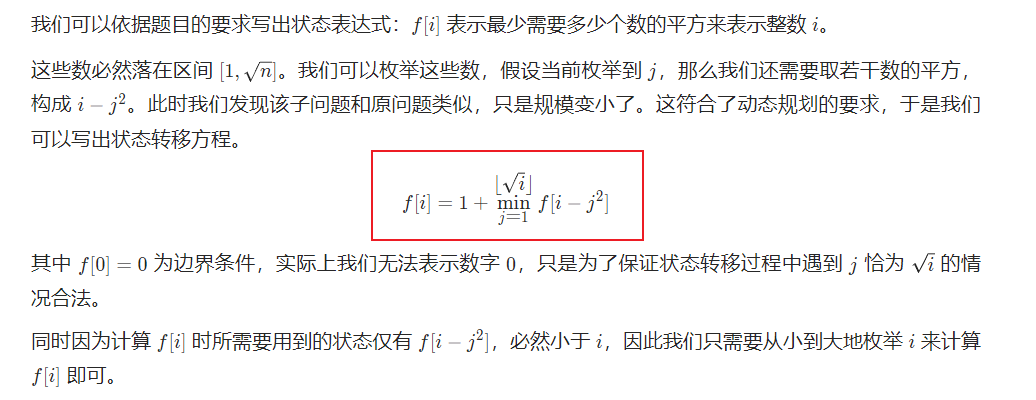 我们可以依据题目的要求写出状态表达式：f[i] 表示最少需要多少个数的平方来表示整数 i。
这些数必然落在区间 [1, √n]。我们可以枚举这些数，假设当前枚举到 j，那么我们还需要取若干数的平方，
构成 i − j²。此时我们发现该子问题和原问题类似，只是规模变小了。这符合了动态规划的要求，于是我们
可以写出状态转移方程。
f[i] = 1 + min_{j=1}^{⌊√i⌋} f[i − j²]
其中 f[0] = 0 为边界条件，实际上我们无法表示数字 0，只是为了保证状态转移过程中遇到 j 恰为 √i 的情
况合法。
同时因为计算 f[i] 时所需要用到的状态仅有 f[i − j²]，必然小于 i，因此我们只需要从小到大地枚举 i 来计算
f[i] 即可。